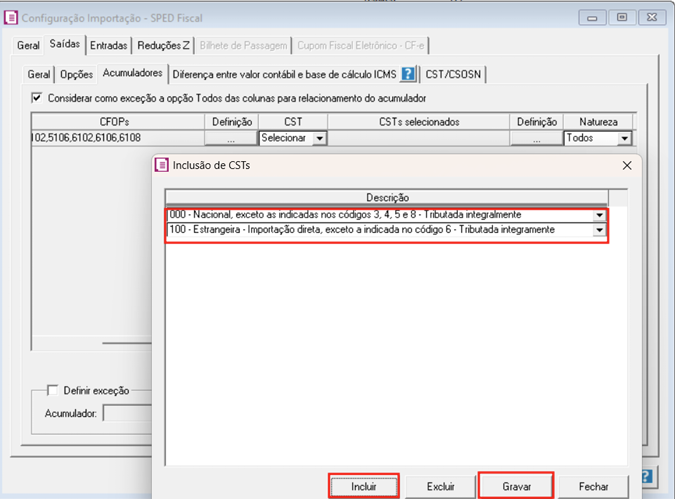 Configuração Importação - SPED Fiscal
Geral Saídas Entradas Reduções Z Bilhete de Passagem Cupom Fiscal Eletrônico - CF-e
Geral Opções Acumuladores Diferença entre valor contábil e base de cálculo ICMS ? CST/CSOSN
Considerar como exceção a opção Todos das colunas para relacionamento do acumulador
CFOPs Definição CST CSTs selecionados Definição Natureza
102,5106,6102,6106,6108 ... Selecionar ... Todos
Inclusão de CSTs
Descrição
000 - Nacional, exceto as indicadas nos códigos 3, 4, 5 e 8 - Tributada integralmente
100 - Estrangeira - Importação direta, exceto a indicada no código 6 - Tributada integramente
Definir exceção
Acumulador:
Incluir Excluir Gravar Fechar
?